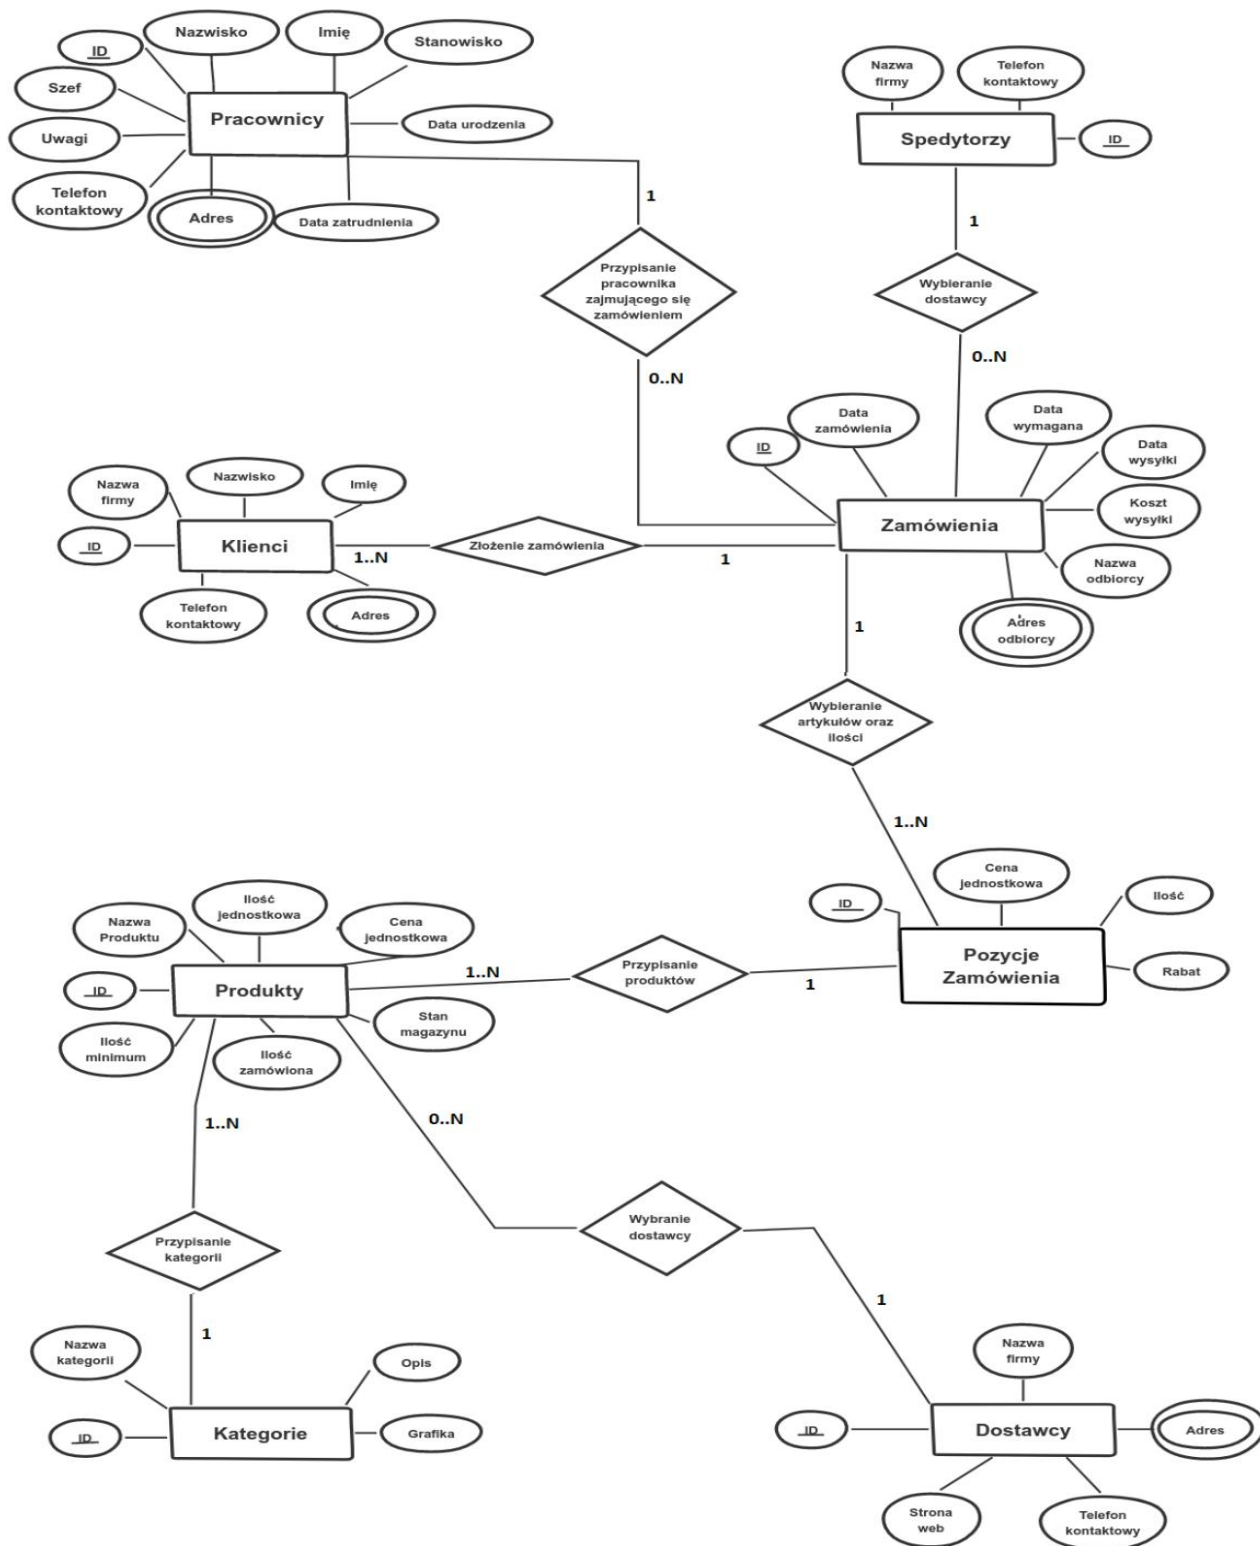 ID
Nazwisko
Imię
Stanowisko
Szef
Pracownicy
Data urodzenia
Uwagi
Telefon
kontaktowy
Adres
Data zatrudnienia
Nazwa
firmy
Telefon
kontaktowy
Spedytorzy
ID
1
1
Przypisanie
pracownika
zajmującego się
zamówieniem
Wybieranie
dostawcy
0..N
0..N
ID
Data
zamówienia
Data
wymagana
Data
wysyłki
Koszt
wysyłki
Zamówienia
Nazwa
odbiorcy
Adres
odbiorcy
Nazwa
firmy
Nazwisko
Imię
ID
Klienci
1..N
Złożenie zamówienia
1
Telefon
kontaktowy
Adres
1
Wybieranie
artykułów oraz
ilości
1..N
ID
Cena
jednostkowa
Ilość
Pozycje
Zamówienia
Rabat
Nazwa
Produktu
Ilość
jednostkowa
Cena
jednostkowa
ID
Produkty
1..N
Przypisanie
produktów
1
Stan
magazynu
Ilość
minimum
Ilość
zamówiona
1..N
0..N
Przypisanie
kategorii
Wybranie
dostawcy
1
1
Nazwa
kategorii
Opis
ID
Kategorie
Grafika
Nazwa
firmy
ID
Dostawcy
Adres
Strona
web
Telefon
kontaktowy